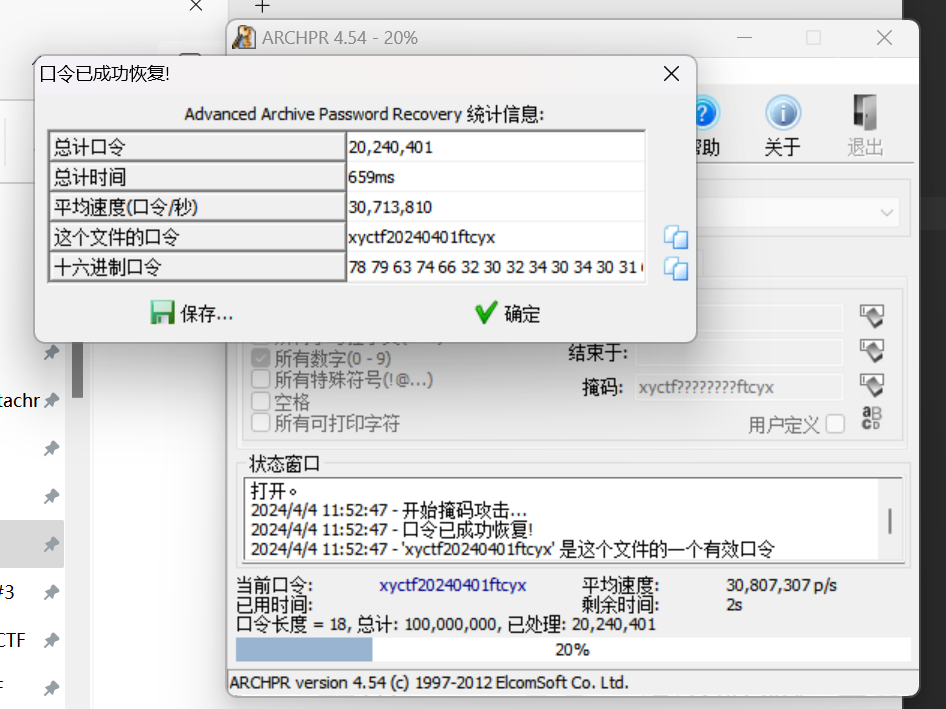 ARCHPR 4.54 - 20%
口令已成功恢复!
Advanced Archive Password Recovery 统计信息:
总计口令 20,240,401
总计时间 659ms
平均速度(口令/秒) 30,713,810
这个文件的口令 xyctf20240401ftcyx
十六进制口令 78 79 63 74 66 32 30 32 34 30 34 30 31
保存... 确定
帮助 关于 退出
所有数字(0 - 9)
结束于:
所有特殊符号(!@...)
掩码: xyctf????????ftcyx
空格
所有可打印字符
用户定义
aBCD
状态窗口
打开。
2024/4/4 11:52:47 - 开始掩码攻击...
2024/4/4 11:52:47 - 口令已成功恢复!
2024/4/4 11:52:47 - 'xyctf20240401ftcyx' 是这个文件的一个有效口令
当前口令: xyctf20240401ftcyx 平均速度: 30,807,307 p/s
已用时间: 剩余时间: 2s
口令长度 = 18, 总计: 100,000,000, 已处理: 20,240,401
20%
ARCHPR version 4.54 (c) 1997-2012 ElcomSoft Co. Ltd.
tachr
#3
CTF